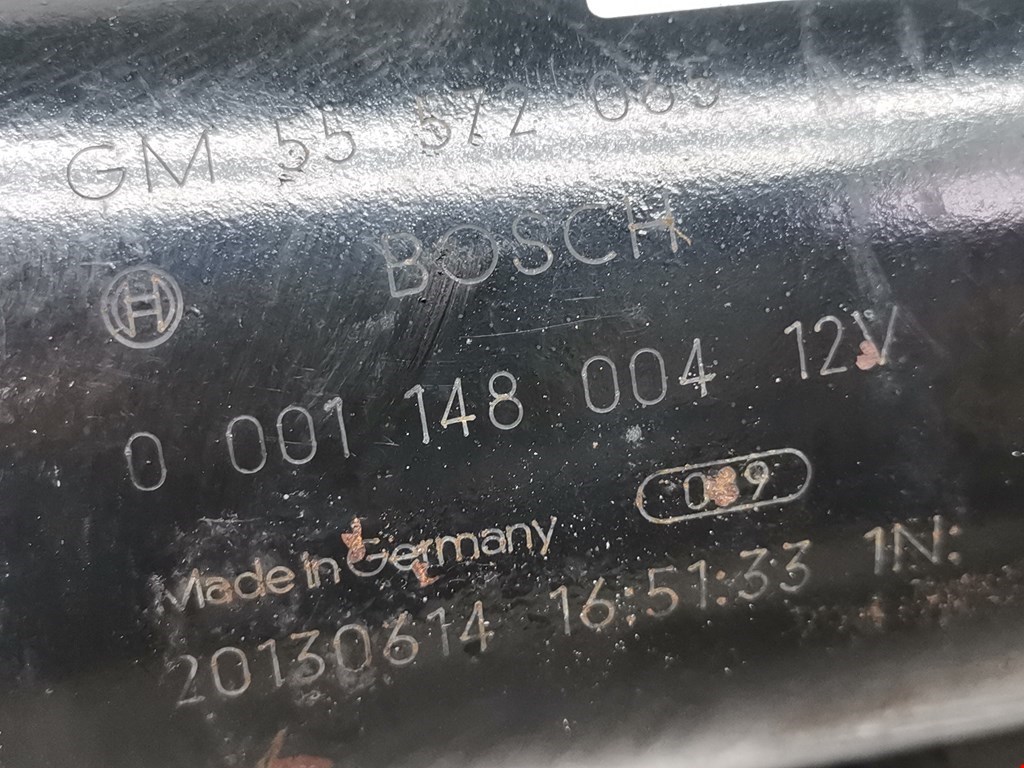 GM 55 572 063
BOSCH
0 001 148 004 12V
Made in Germany
20130614 16:51:33 1N: